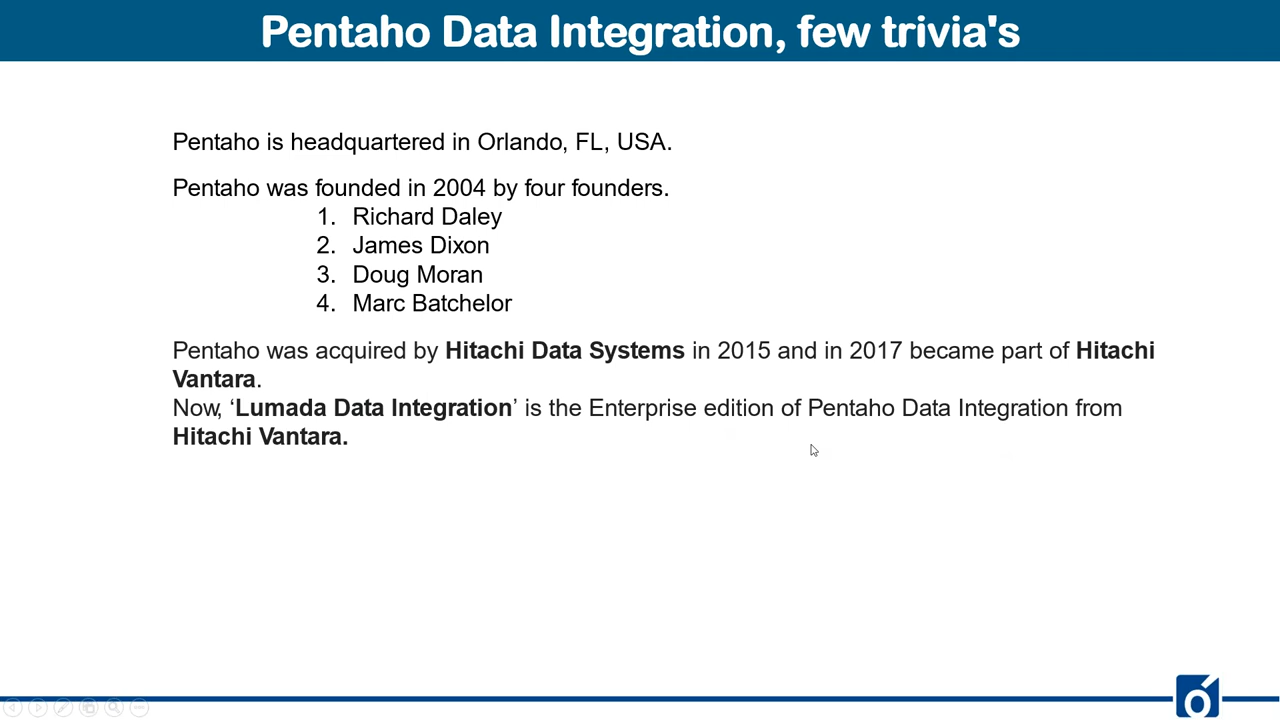 Pentaho Data Integration, few trivia's
Pentaho is headquartered in Orlando, FL, USA.
Pentaho was founded in 2004 by four founders.
1. Richard Daley
2. James Dixon
3. Doug Moran
4. Marc Batchelor
Pentaho was acquired by Hitachi Data Systems in 2015 and in 2017 became part of Hitachi
Vantara.
Now, ‘Lumada Data Integration’ is the Enterprise edition of Pentaho Data Integration from
Hitachi Vantara.